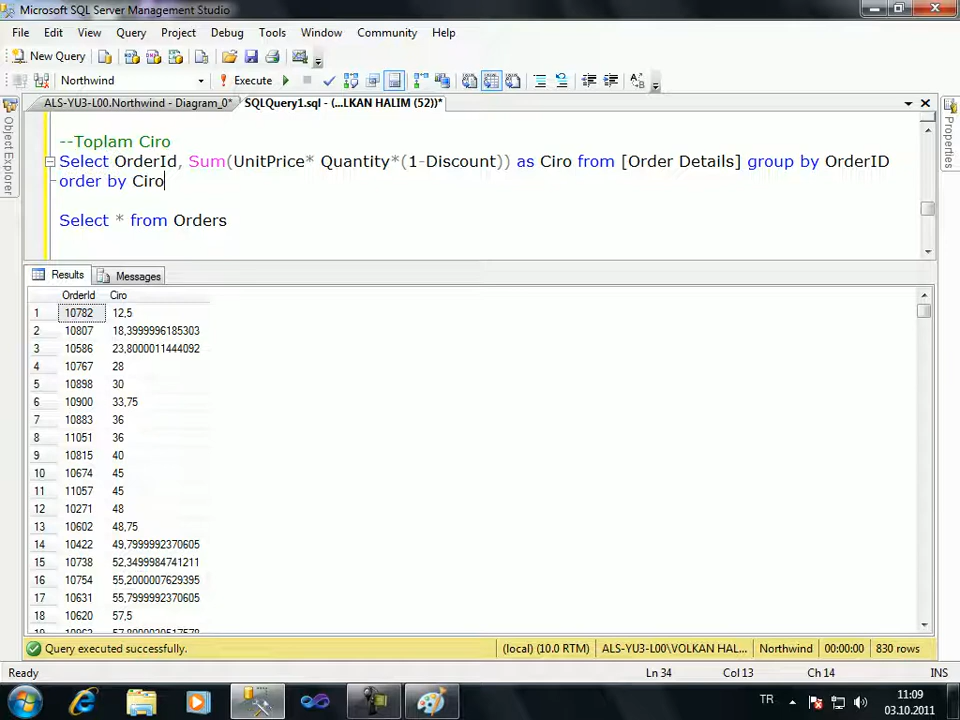 Microsoft SQL Server Management Studio
File Edit View Query Project Debug Tools Window Community Help
New Query
Northwind Execute
ALS-YU3-L00.Northwind - Diagram_0* SQLQuery1.sql - (...LKAN HALIM (52))*
Object Explorer
Properties
--Toplam Ciro
Select OrderId, Sum(UnitPrice* Quantity*(1-Discount)) as Ciro from [Order Details] group by OrderID
order by Ciro
Select * from Orders
Results Messages
OrderId Ciro
1 10782 12,5
2 10807 18,3999996185303
3 10586 23,8000011444092
4 10767 28
5 10898 30
6 10900 33,75
7 10883 36
8 11051 36
9 10815 40
10 10674 45
11 11057 45
12 10271 48
13 10602 48,75
14 10422 49,7999992370605
15 10738 52,3499984741211
16 10754 55,2000007629395
17 10631 55,7999992370605
18 10620 57,5
Query executed successfully. (local) (10.0 RTM) ALS-YU3-L00\VOLKAN HAL... Northwind 00:00:00 830 rows
Ready Ln 34 Col 13 Ch 14 INS
TR 11:09
03.10.2011